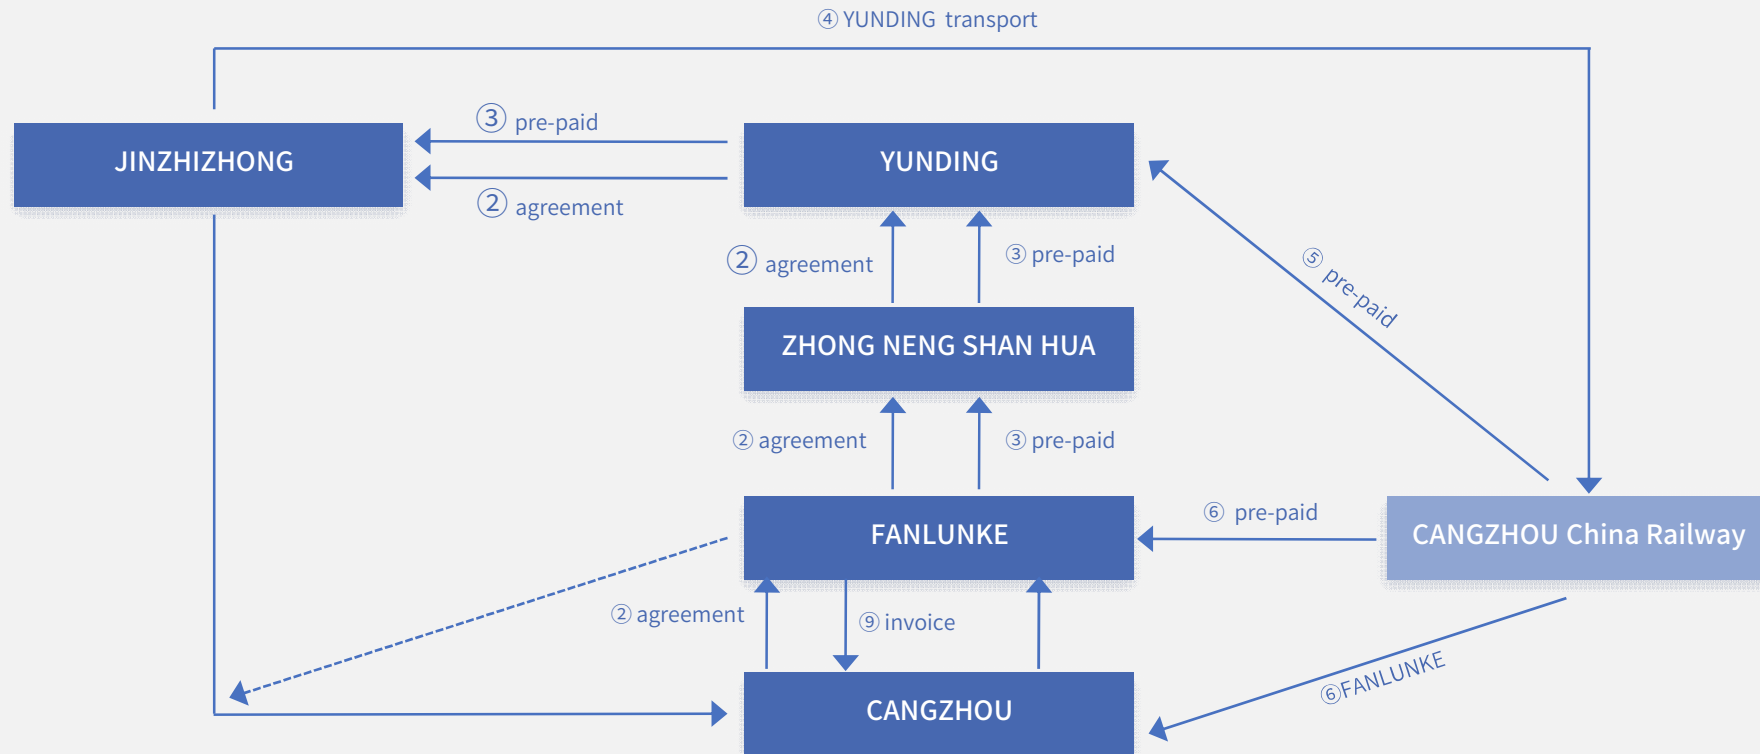 ④ YUNDING transport
③ pre-paid
JINZHIZHONG
YUNDING
② agreement
② agreement
③ pre-paid
⑤ pre-paid
ZHONG NENG SHAN HUA
② agreement
③ pre-paid
⑥ pre-paid
FANLUNKE
CANGZHOU China Railway
② agreement
⑨ invoice
⑥FANLUNKE
CANGZHOU